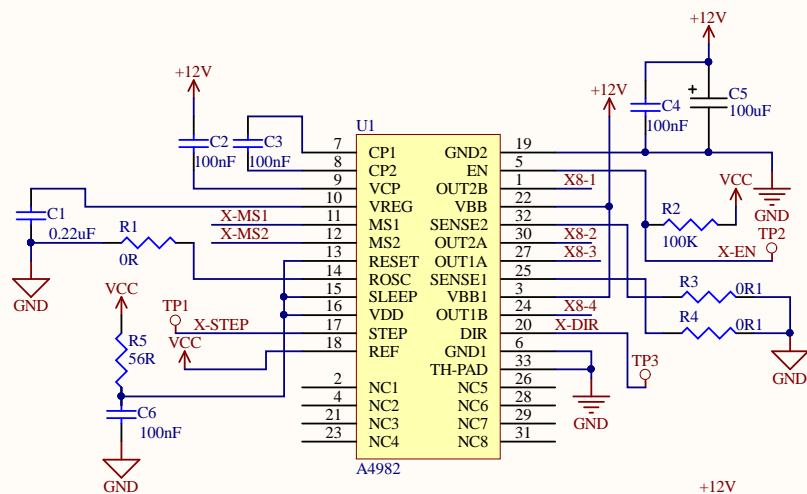 +12V
+12V
+12V
C2
100nF
C3
100nF
C4
100nF
+
C5
100uF
U1
7 CP1 GND2 19
8 CP2 EN 5
9 VCP OUT2B 1 X8-1
10 VREG VBB 22
X-MS1 11 MS1 SENSE2 32
X-MS2 12 MS2 OUT2A 30 X8-2
13 RESET OUT1A 27 X8-3
14 ROSC SENSE1 25
15 SLEEP VBB1 3
16 VDD OUT1B 24 X8-4
X-STEP 17 STEP DIR 20 X-DIR
18 REF GND1 6
TH-PAD 33
2 NC1 NC5 26
4 NC2 NC6 28
21 NC3 NC7 29
23 NC4 NC8 31
A4982
C1
0.22uF
GND
R1
0R
VCC
R5
56R
TP1
VCC
C6
100nF
GND
GND
VCC
R2
100K
X-EN
TP2
R3
0R1
R4
0R1
GND
TP3
GND
+12V